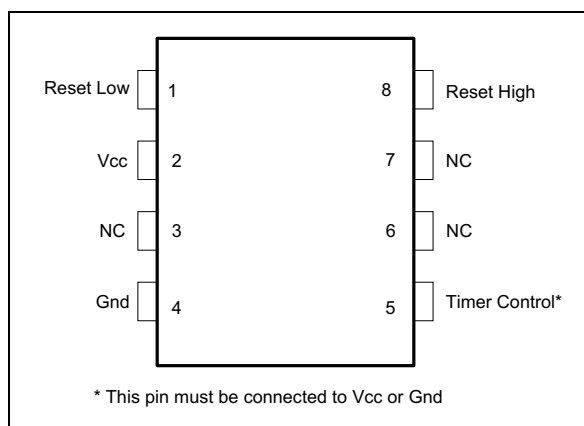 Reset Low 1 8 Reset High
Vcc 2 7 NC
NC 3 6 NC
Gnd 4 5 Timer Control*
* This pin must be connected to Vcc or Gnd